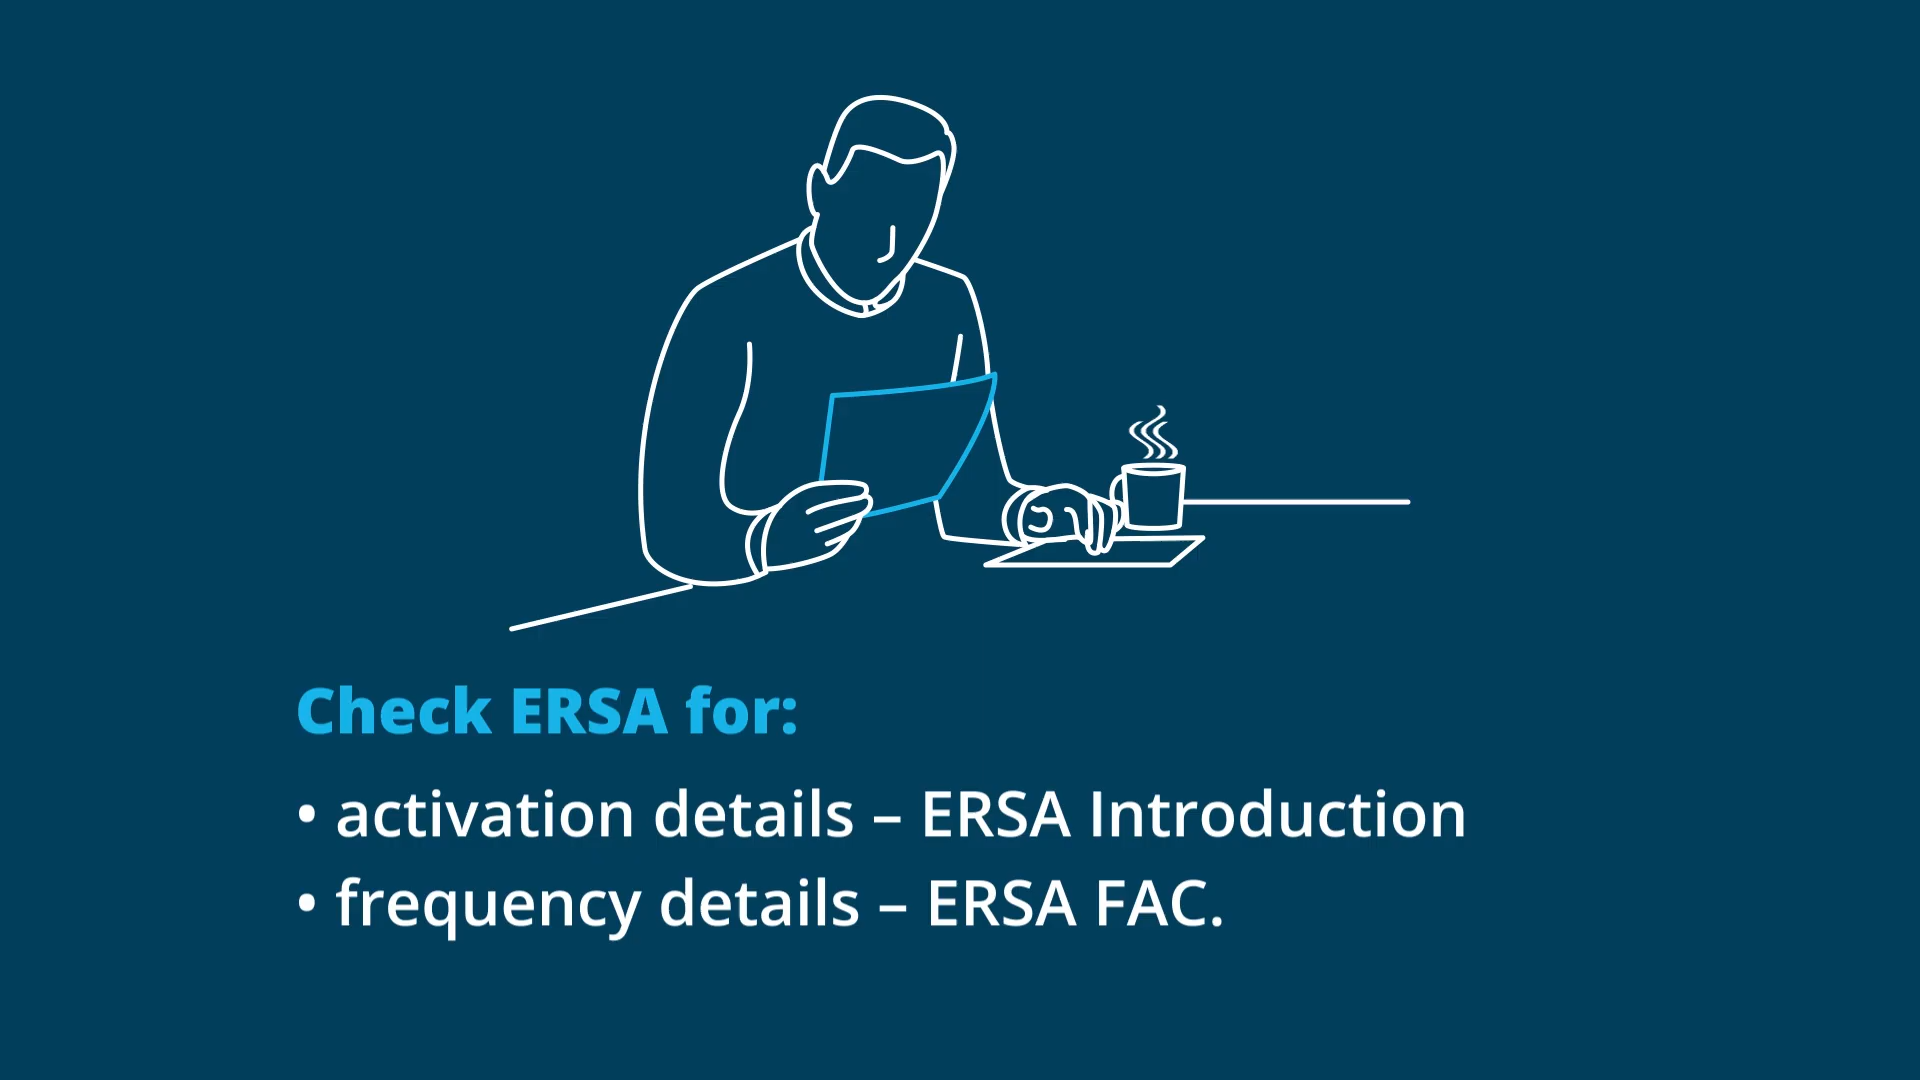 Check ERSA for:
• activation details – ERSA Introduction
• frequency details – ERSA FAC.